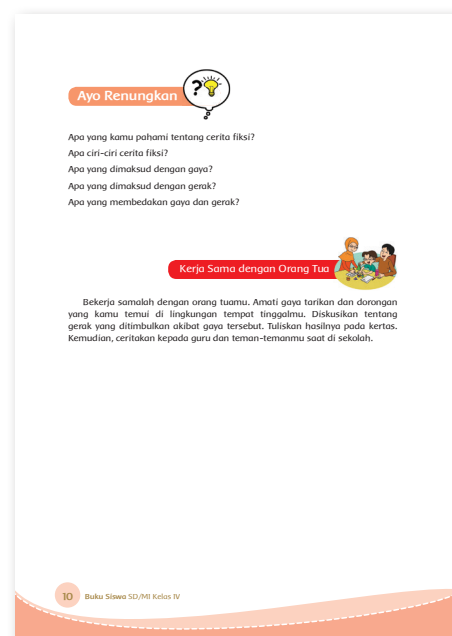 Ayo Renungkan
?
Apa yang kamu pahami tentang cerita fiksi?
Apa ciri-ciri cerita fiksi?
Apa yang dimaksud dengan gaya?
Apa yang dimaksud dengan gerak?
Apa yang membedakan gaya dan gerak?
Kerja Sama dengan Orang Tua
Bekerja samalah dengan orang tuamu. Amati gaya tarikan dan dorongan
yang kamu temui di lingkungan tempat tinggalmu. Diskusikan tentang
gerak yang ditimbulkan akibat gaya tersebut. Tuliskan hasilnya pada kertas.
Kemudian, ceritakan kepada guru dan teman-temanmu saat di sekolah.
10 Buku Siswa SD/MI Kelas IV